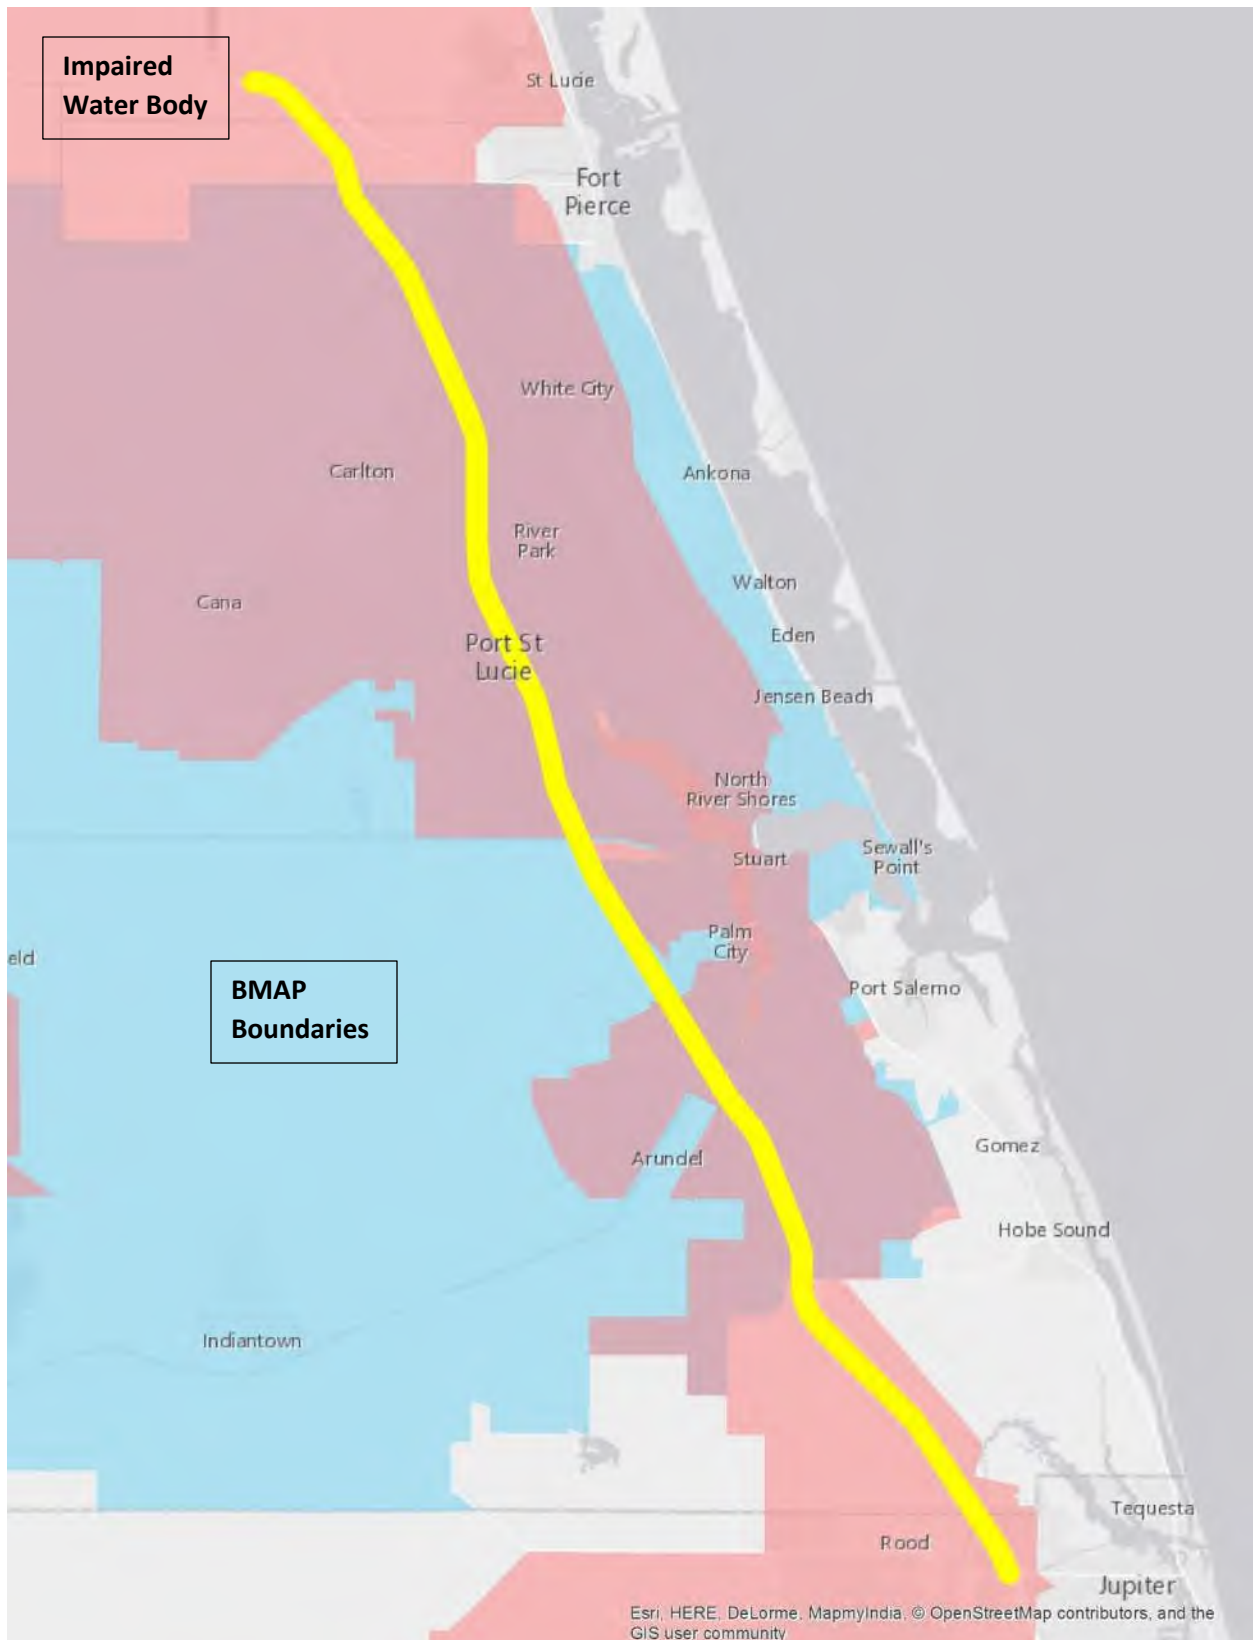 Impaired
Water Body
St Lucie
Fort
Pierce
White City
Carlton
Ankona
River
Park
Walton
Cana
Eden
Port St
Lucie
Jensen Beach
North
River Shores
Sewall's
Point
Stuart
Palm
City
eld
BMAP
Boundaries
Port Salerno
Gomez
Arundel
Hobe Sound
Indiantown
Tequesta
Rood
Jupiter
Esri, HERE, DeLorme, MapmyIndia, © OpenStreetMap contributors, and the
GIS user community